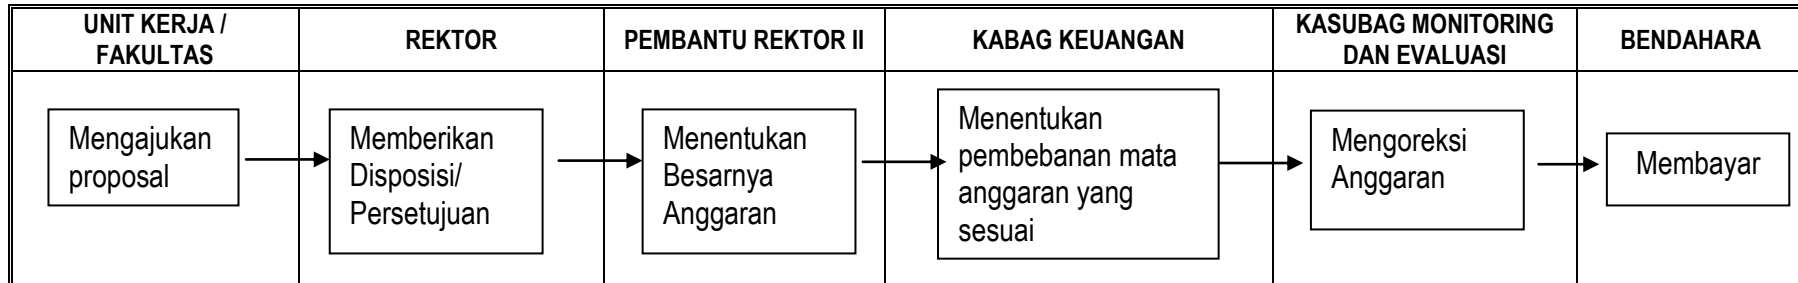 UNIT KERJA /
FAKULTAS
REKTOR
PEMBANTU REKTOR II
KABAG KEUANGAN
KASUBAG MONITORING
DAN EVALUASI
BENDAHARA
Mengajukan
proposal
Memberikan
Disposisi/
Persetujuan
Menentukan
Besarnya
Anggaran
Menentukan
pembebanan mata
anggaran yang
sesuai
Mengoreksi
Anggaran
Membayar